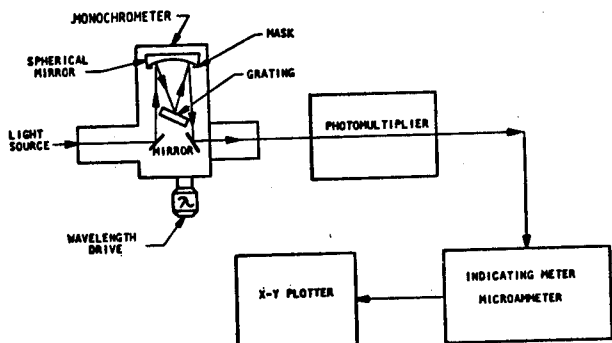 MONOCHROMETER
MASK
SPHERICAL
MIRROR
GRATING
LIGHT
SOURCE
MIRROR
PHOTOMULTIPLIER
λ
WAVELENGTH
DRIVE
X-Y PLOTTER
INDICATING METER
MICROAMMETER